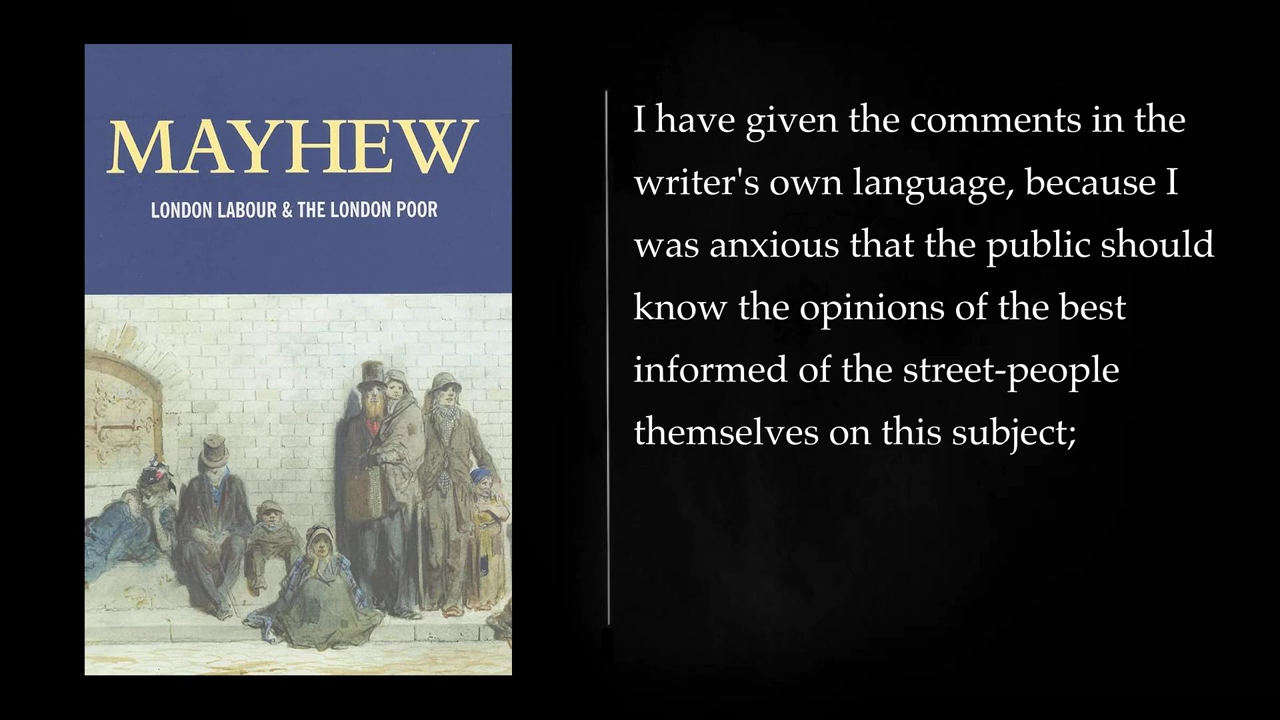 MAYHEW
LONDON LABOUR & THE LONDON POOR
I have given the comments in the
writer's own language, because I
was anxious that the public should
know the opinions of the best
informed of the street-people
themselves on this subject;